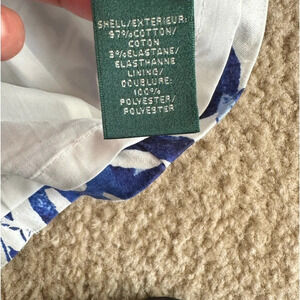 SHELL/EXTERIEUR:
97%COTTON/
COTON
3%ELASTANE/
ELASTHANNE
LINING/
DOUBLURE:
100%
POLYESTER/
POLYESTER